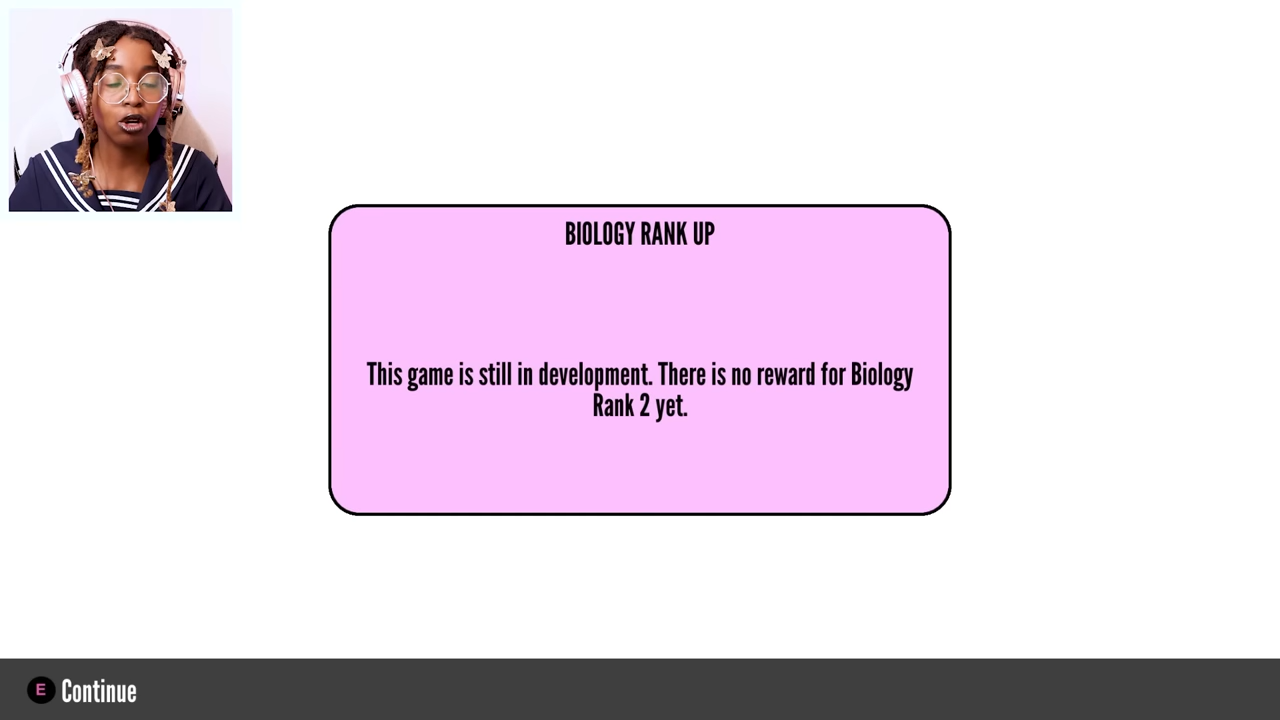 BIOLOGY RANK UP
This game is still in development. There is no reward for Biology
Rank 2 yet.
E Continue